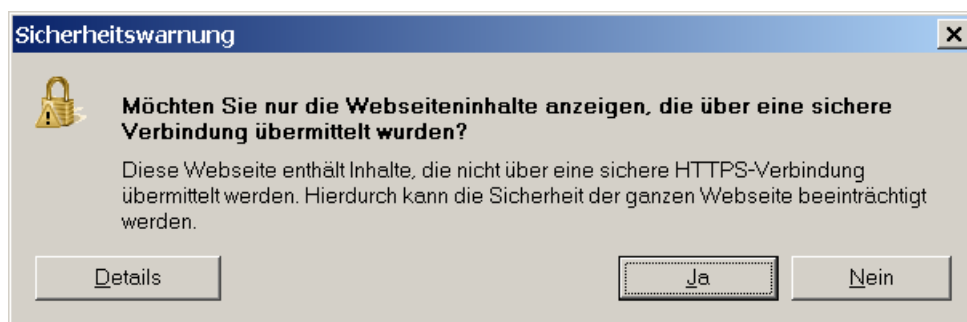 Sicherheitswarnung
Möchten Sie nur die Webseiteninhalte anzeigen, die über eine sichere
Verbindung übermittelt wurden?
Diese Webseite enthält Inhalte, die nicht über eine sichere HTTPS-Verbindung
übermittelt werden. Hierdurch kann die Sicherheit der ganzen Webseite beeinträchtigt
werden.
Details
Ja
Nein